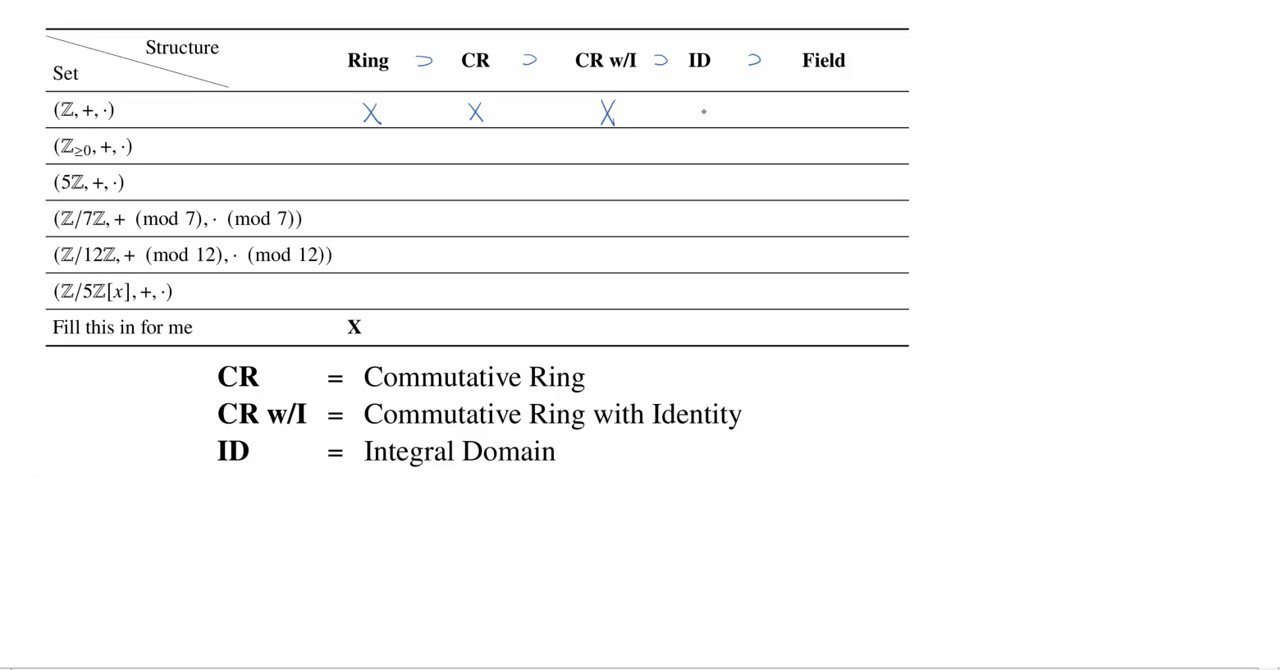 Structure
Set
Ring ⊃ CR ⊃ CR w/I ⊃ ID ⊃ Field
(ℤ, +, ·) X X X
(ℤ≥0, +, ·)
(5ℤ, +, ·)
(ℤ/7ℤ, + (mod 7), · (mod 7))
(ℤ/12ℤ, + (mod 12), · (mod 12))
(ℤ/5ℤ[x], +, ·)
Fill this in for me X
CR = Commutative Ring
CR w/I = Commutative Ring with Identity
ID = Integral Domain